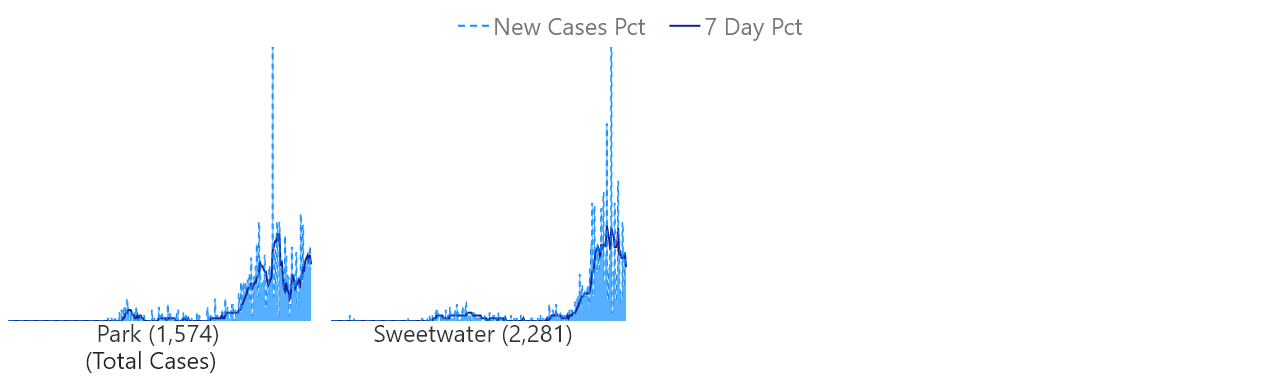 New Cases Pct 7 Day Pct
Park (1,574) Sweetwater (2,281)
(Total Cases)